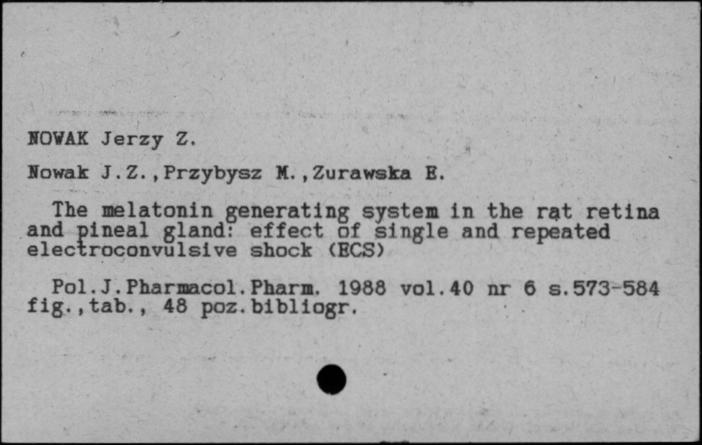 NOWAK Jerzy Z.
Nowak J.Z.,Przybysz M.,Zurawska E.
The melatonin generating system in the rat retina
and pineal gland: effect of single and repeated
electroconvulsive shock (ECS)
Pol.J.Pharmacol.Pharm. 1988 vol.40 nr 6 s.573-584
fig.,tab., 48 poz.bibliogr.